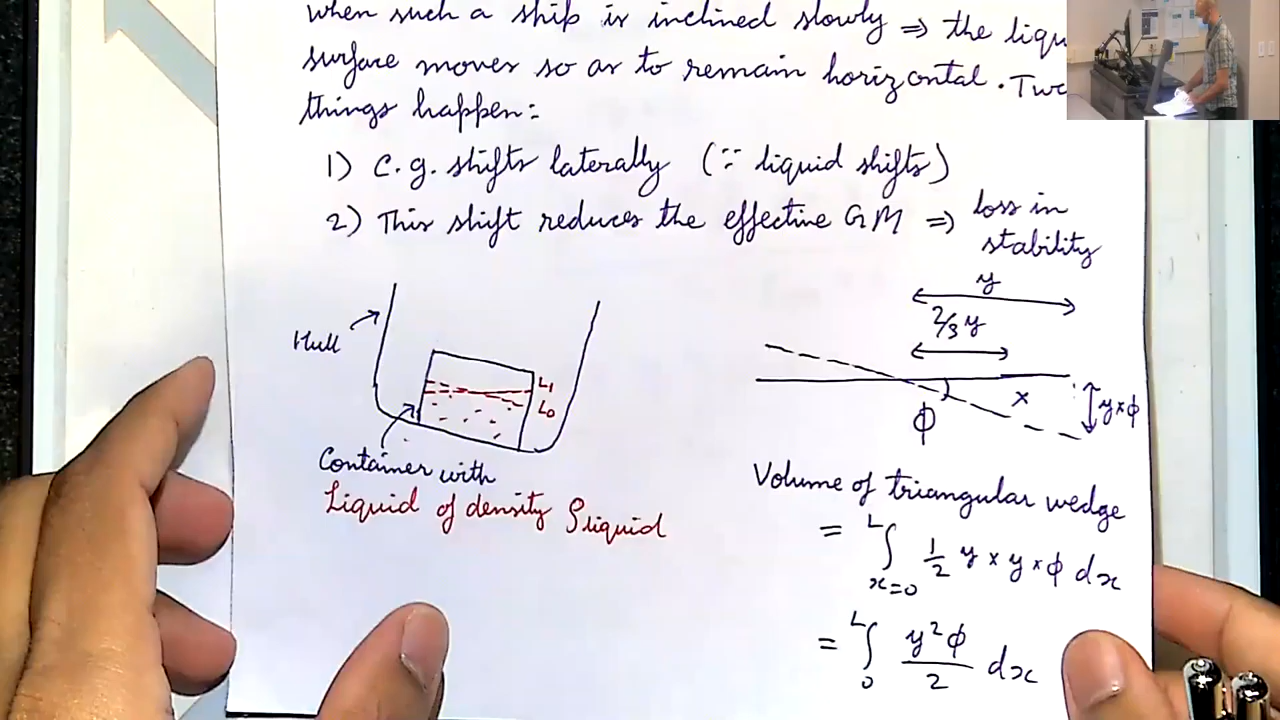 when such a ship is inclined slowly ⇒ the liqu
surface moves so as to remain horizontal. Two
things happen:
1) C.g. shifts laterally (∵ liquid shifts)
2) This shift reduces the effective GM ⇒ loss in
stability
y
2/3 y
Hull
L1
L0
x
y×ϕ
ϕ
Container with
Liquid of density ρliquid
Volume of triangular wedge
= ∫ L x=0 1/2 y × y × ϕ dx
= ∫ L 0 y²ϕ/2 dx